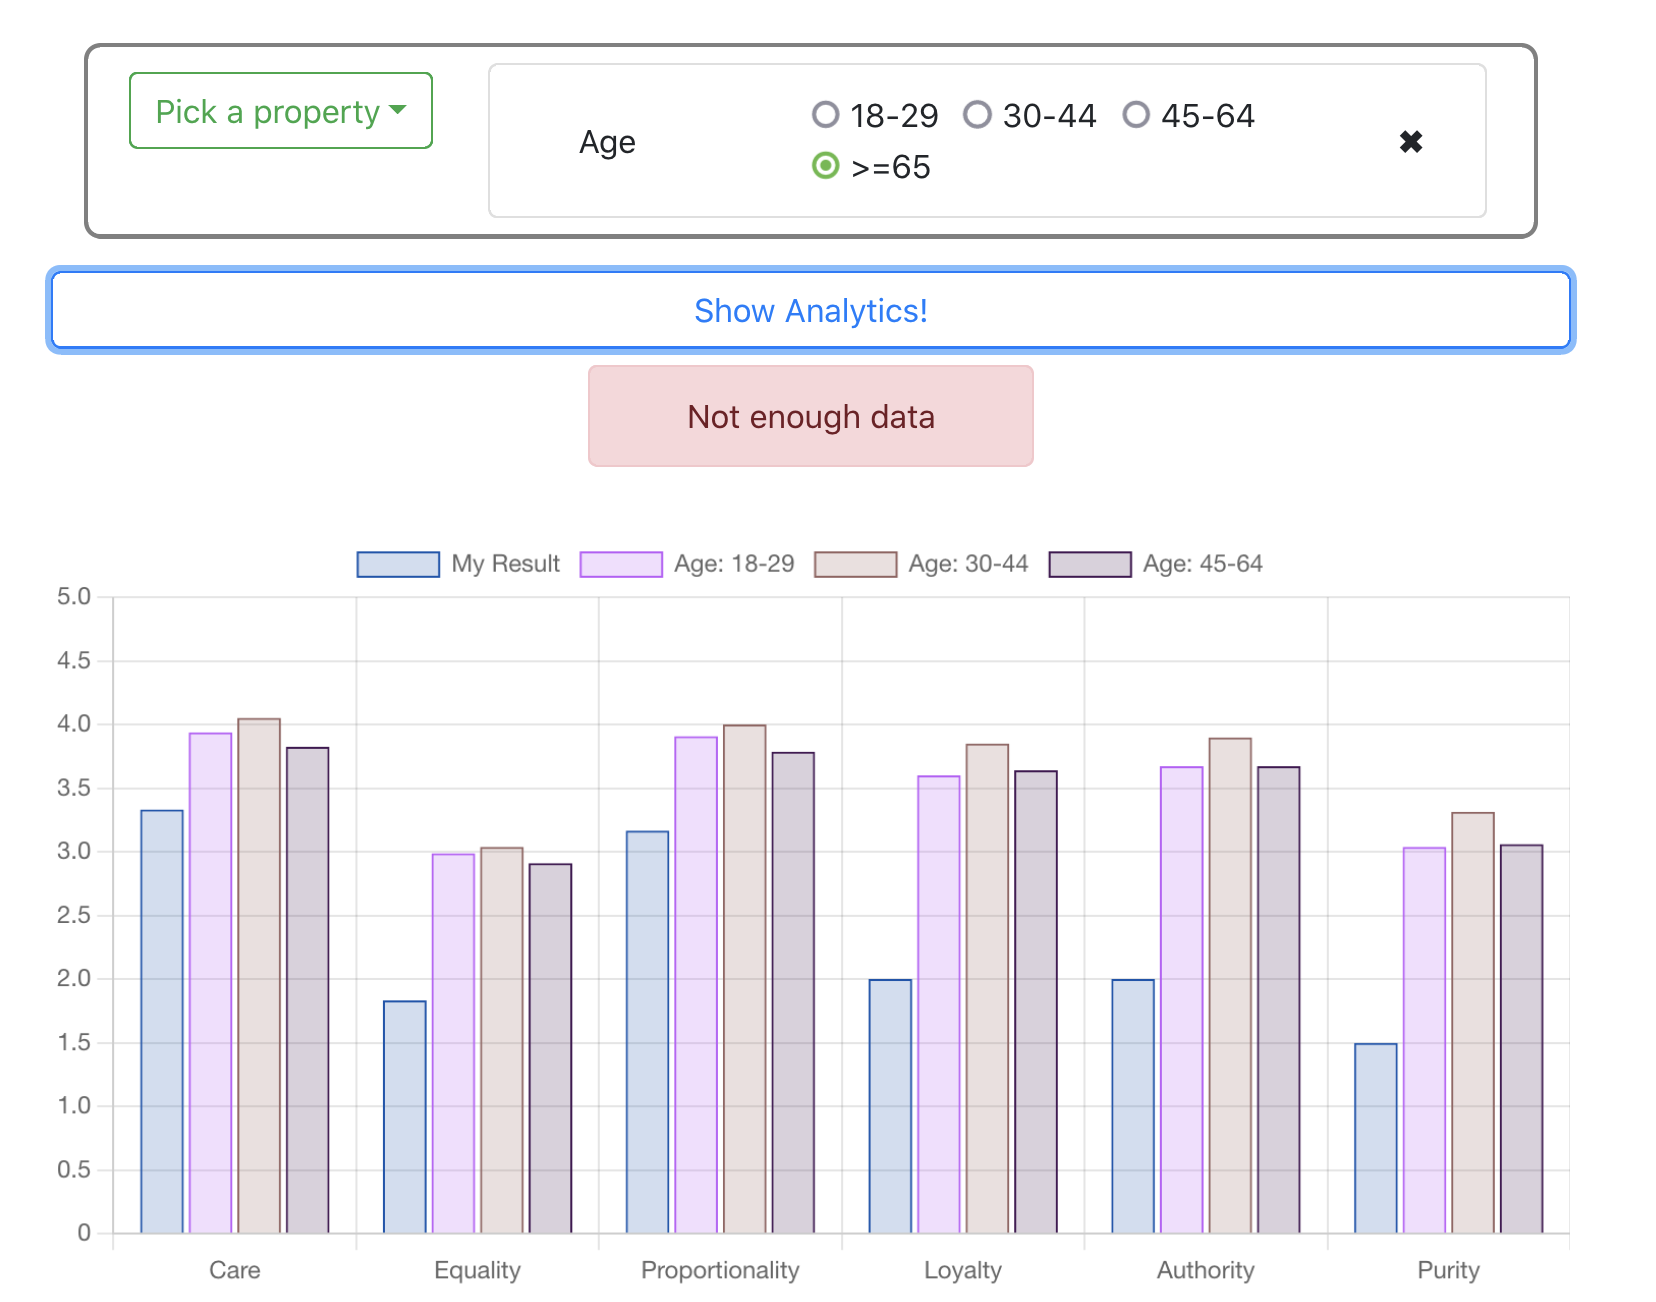 Pick a property
Age
18-29 30-44 45-64
>=65
✖
Show Analytics!
Not enough data
My Result Age: 18-29 Age: 30-44 Age: 45-64
5.0
4.5
4.0
3.5
3.0
2.5
2.0
1.5
1.0
0.5
0
Care Equality Proportionality Loyalty Authority Purity